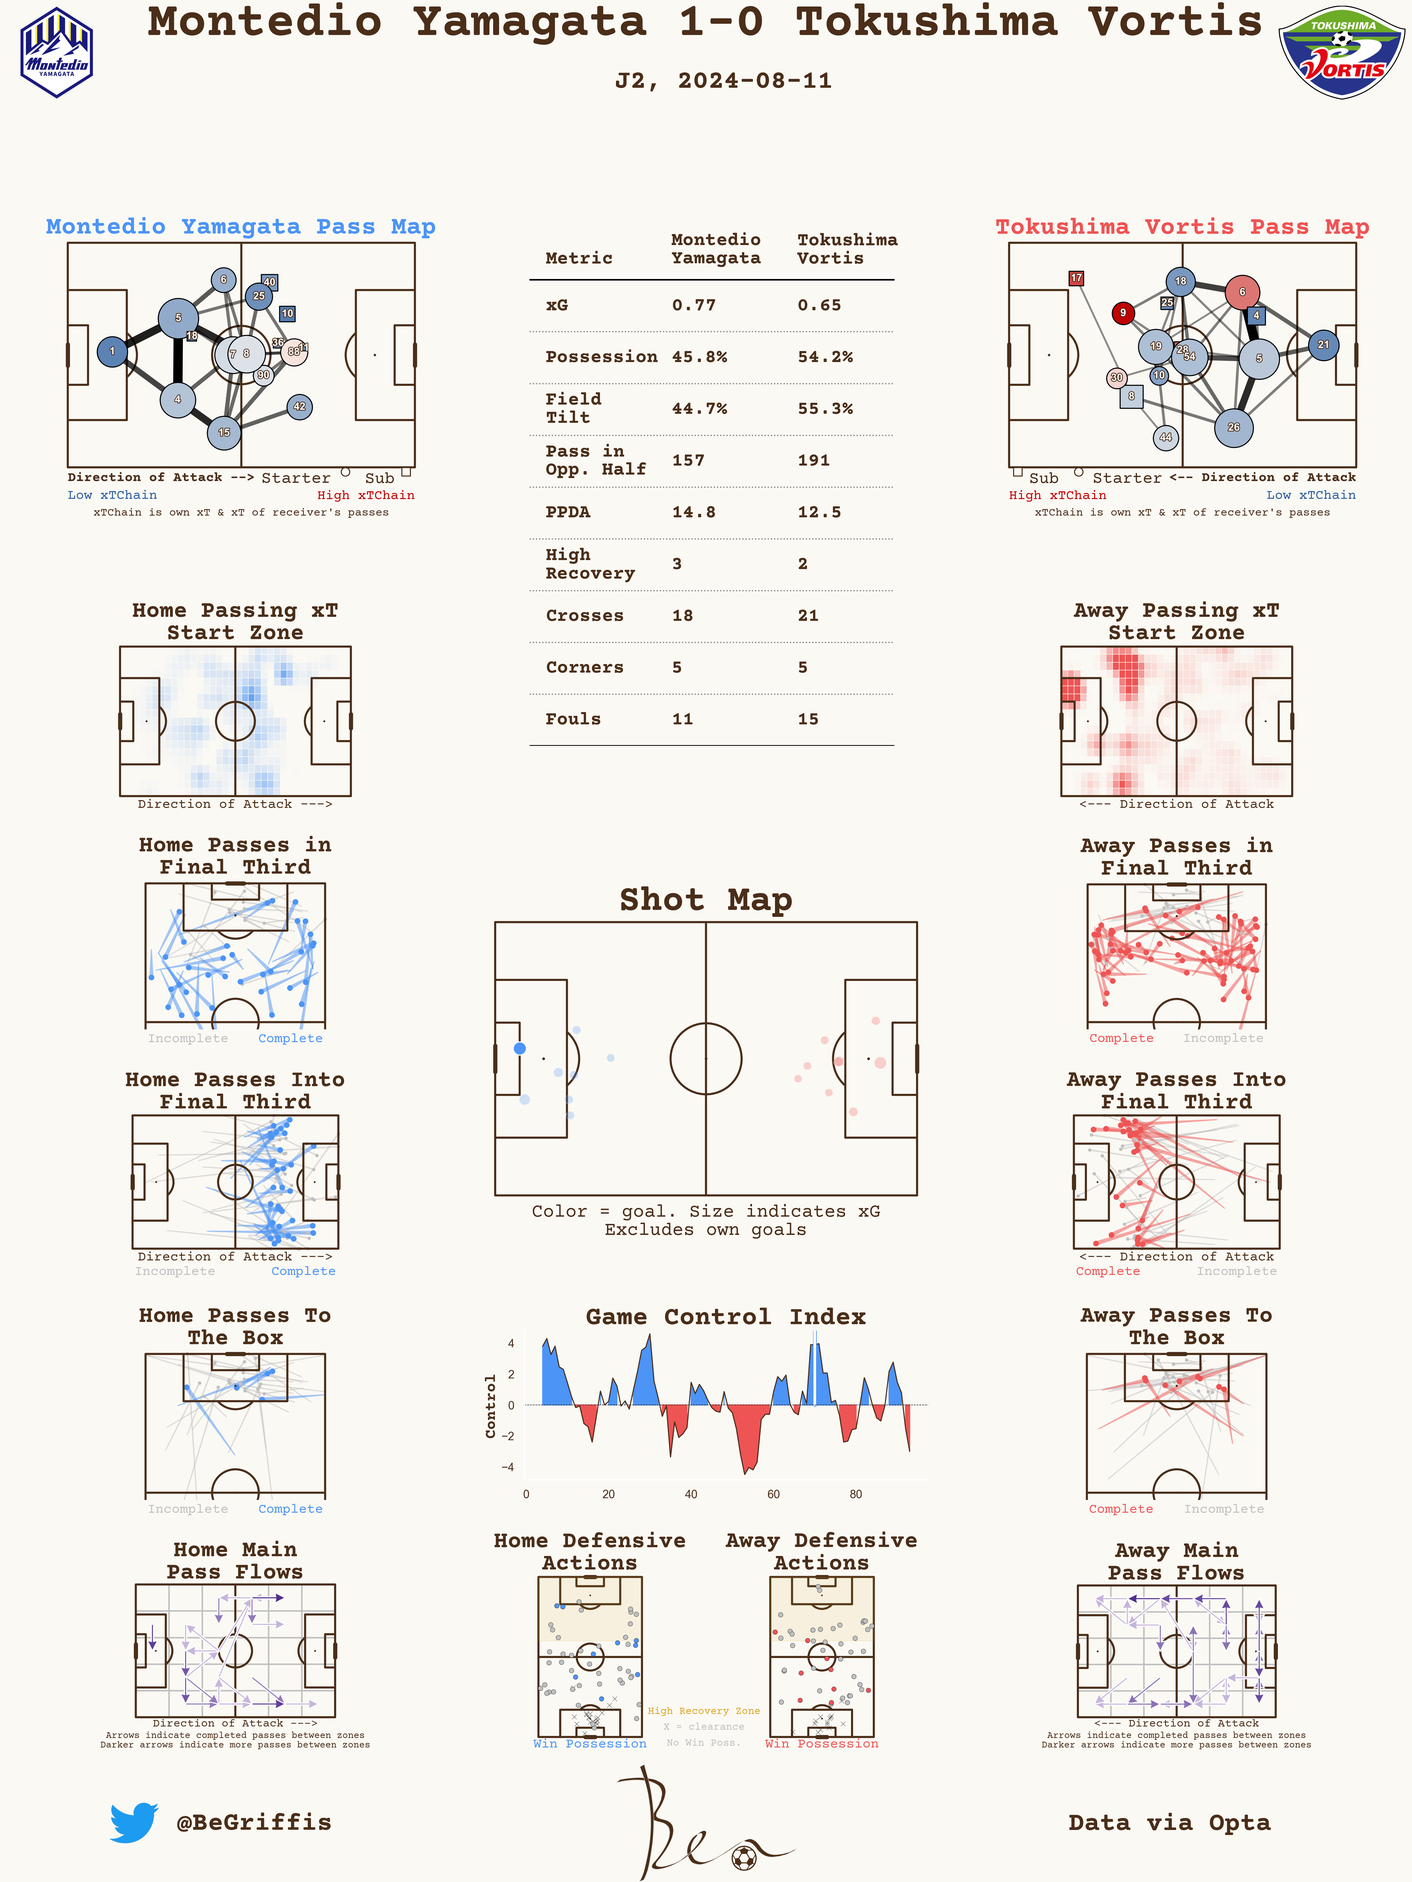 Montedio Yamagata 1-0 Tokushima Vortis
J2, 2024-08-11
Montedio
YAMAGATA
TOKUSHIMA
VORTIS
Montedio Yamagata Pass Map
6
40
25
10
5
18
1
7
8
36
11
88
90
4
42
15
Direction of Attack --> Starter Sub
Low xTChain High xTChain
xTChain is own xT & xT of receiver's passes
Metric Montedio Yamagata Tokushima Vortis
xG 0.77 0.65
Possession 45.8% 54.2%
Field Tilt 44.7% 55.3%
Pass in Opp. Half 157 191
PPDA 14.8 12.5
High Recovery 3 2
Crosses 18 21
Corners 5 5
Fouls 11 15
Tokushima Vortis Pass Map
17
18
6
25
9
4
19
28
54
5
21
30
10
8
26
44
Sub Starter <-- Direction of Attack
High xTChain Low xTChain
xTChain is own xT & xT of receiver's passes
Home Passing xT
Start Zone
Direction of Attack --->
Away Passing xT
Start Zone
<--- Direction of Attack
Home Passes in
Final Third
Incomplete Complete
Away Passes in
Final Third
Complete Incomplete
Shot Map
Color = goal. Size indicates xG
Excludes own goals
Home Passes Into
Final Third
Direction of Attack --->
Incomplete Complete
Away Passes Into
Final Third
<--- Direction of Attack
Complete Incomplete
Home Passes To
The Box
Incomplete Complete
Game Control Index
Control
4
2
0
−2
−4
0 20 40 60 80
Away Passes To
The Box
Complete Incomplete
Home Main
Pass Flows
Direction of Attack --->
Arrows indicate completed passes between zones
Darker arrows indicate more passes between zones
Home Defensive
Actions
Win Possession
High Recovery Zone
X = clearance
No Win Poss.
Away Defensive
Actions
Win Possession
Away Main
Pass Flows
<--- Direction of Attack
Arrows indicate completed passes between zones
Darker arrows indicate more passes between zones
@BeGriffis
Ben
Data via Opta